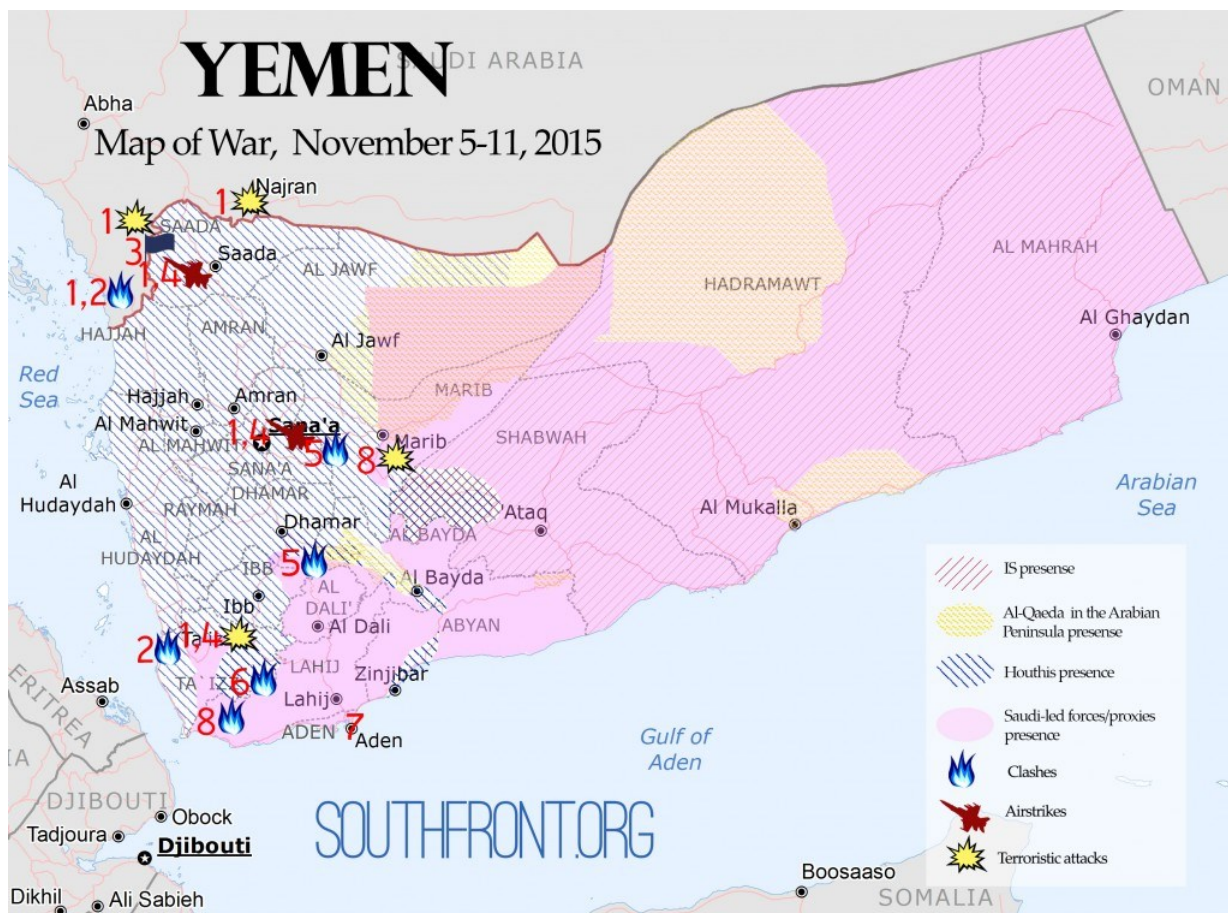 YEMEN
SAUDI ARABIA
OMAN
Abha
Map of War, November 5-11, 2015
1
Najran
1
SAADA
3
Saada
1,4
AL JAWF
AL MAHRAH
HADRAMAWT
1,2
HAJJAH
AMRAN
Al Ghaydan
Al Jawf
Red
Sea
MARIB
Hajjah
Amran
Al Mahwit
1,4
Sana'a
Marib
SHABWAH
AL MAHWIT
5
8
SANA'A
DHAMAR
Al
Hudaydah
RAYMAH
Arabian
Sea
'Ataq
Al Mukalla
Dhamar
AL BAYDA
AL
HUDAYDAH
IBB
5
Al Bayda
AL
DALI'
Ibb
ABYAN
1,4
Al Dali
2
LAHIJ
TA'IZZ
6
Zinjibar
Assab
Lahij
8
ADEN
7
Aden
ERITREA
Gulf of
Aden
IA
DJIBOUTI
Obock
Tadjoura
Djibouti
SOUTHFRONT.ORG
Boosaaso
SOMALIA
Dikhil
Ali Sabieh
IS presense
Al-Qaeda in the Arabian
Peninsula presense
Houthis presence
Saudi-led forces/proxies
presence
Clashes
Airstrikes
Terroristic attacks